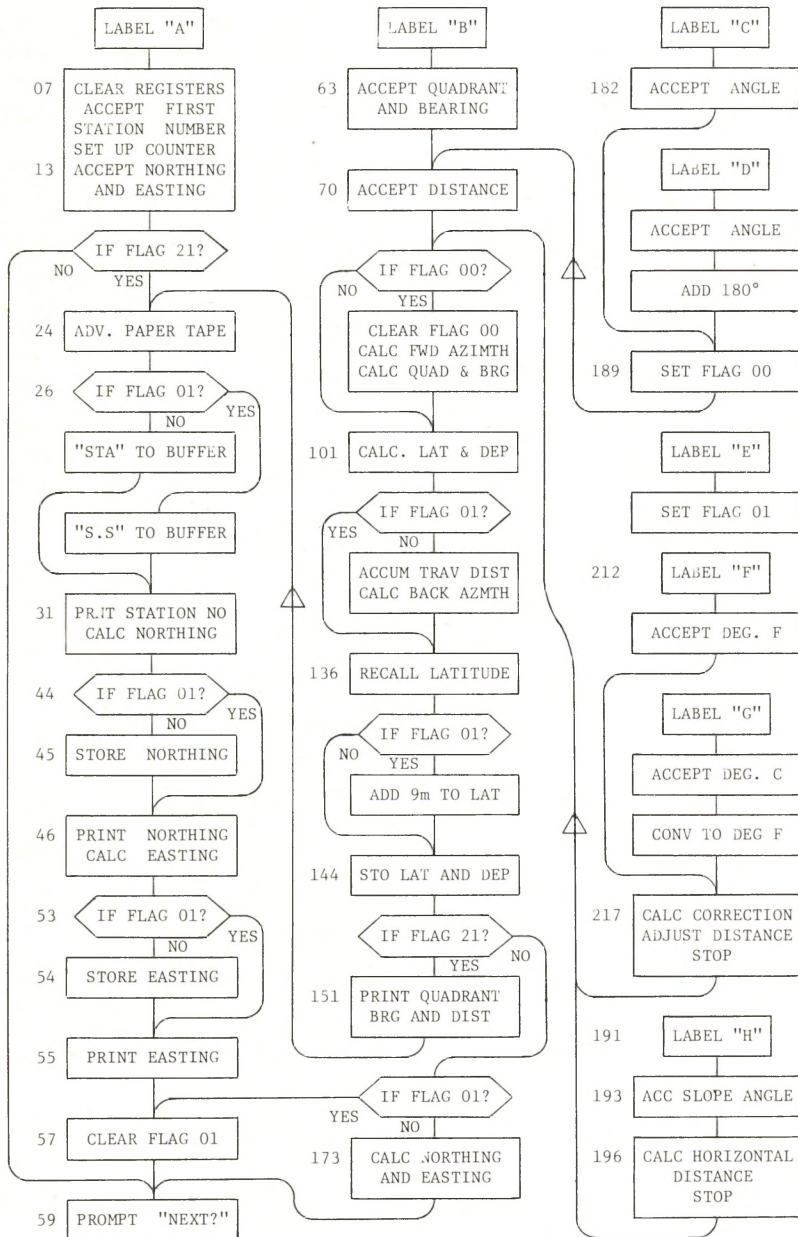 LABEL "A"
07 CLEAR REGISTERS
ACCEPT FIRST
STATION NUMBER
SET UP COUNTER
13 ACCEPT NORTHING
AND EASTING
IF FLAG 21?
NO
YES
24 ADV. PAPER TAPE
26 IF FLAG 01?
YES
NO
"STA" TO BUFFER
"S.S" TO BUFFER
31 PRNT STATION NO
CALC NORTHING
44 IF FLAG 01?
YES
NO
45 STORE NORTHING
46 PRINT NORTHING
CALC EASTING
53 IF FLAG 01?
YES
NO
54 STORE EASTING
55 PRINT EASTING
57 CLEAR FLAG 01
59 PROMPT "NEXT?"
LABEL "B"
63 ACCEPT QUADRANT
AND BEARING
70 ACCEPT DISTANCE
IF FLAG 00?
NO
YES
CLEAR FLAG 00
CALC FWD AZIMTH
CALC QUAD & BRG
101 CALC. LAT & DEP
IF FLAG 01?
YES
NO
ACCUM TRAV DIST
CALC BACK AZMTH
136 RECALL LATITUDE
IF FLAG 01?
NO
YES
ADD 9m TO LAT
144 STO LAT AND DEP
IF FLAG 21?
NO
YES
151 PRINT QUADRANT
BRG AND DIST
IF FLAG 01?
YES
NO
173 CALC NORTHING
AND EASTING
LABEL "C"
182 ACCEPT ANGLE
LABEL "D"
ACCEPT ANGLE
ADD 180°
189 SET FLAG 00
LABEL "E"
SET FLAG 01
212 LABEL "F"
ACCEPT DEG. F
LABEL "G"
ACCEPT DEG. C
CONV TO DEG F
217 CALC CORRECTION
ADJUST DISTANCE
STOP
191 LABEL "H"
193 ACC SLOPE ANGLE
196 CALC HORIZONTAL
DISTANCE
STOP